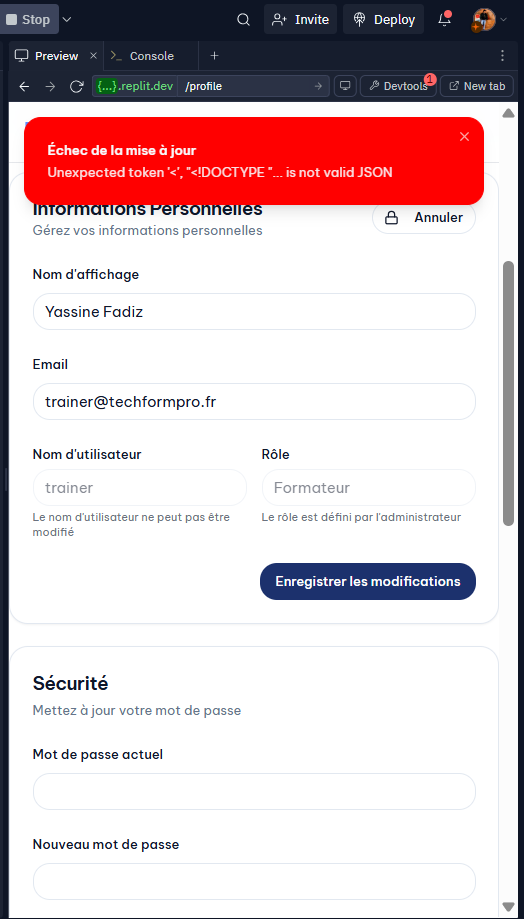 Stop
Invite
Deploy
Preview
Console
{...}.replit.dev /profile
Devtools 1
New tab
Échec de la mise à jour
Unexpected token '<', "<!DOCTYPE "... is not valid JSON
Informations Personnelles
Gérez vos informations personnelles
Annuler
Nom d'affichage
Yassine Fadiz
Email
trainer@techformpro.fr
Nom d'utilisateur
Rôle
trainer
Formateur
Le nom d'utilisateur ne peut pas être
modifié
Le rôle est défini par l'administrateur
Enregistrer les modifications
Sécurité
Mettez à jour votre mot de passe
Mot de passe actuel
Nouveau mot de passe